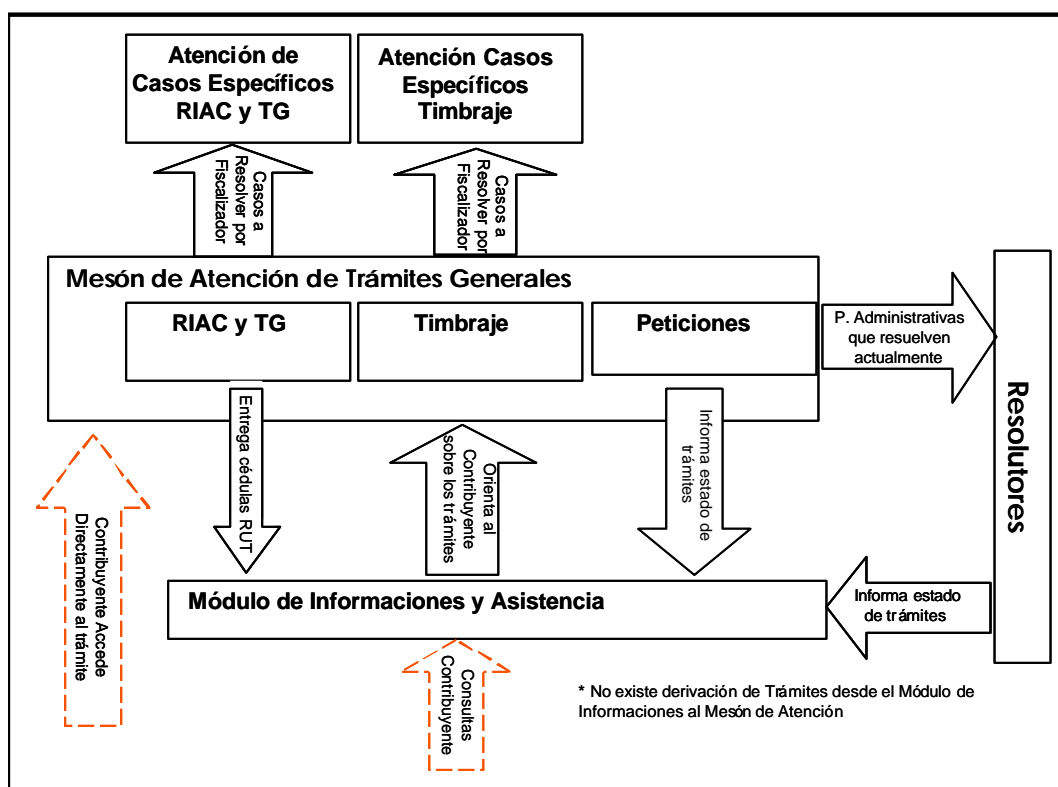 Atención de
Casos Específicos
RIAC y TG
Atención Casos
Específicos
Timbraje
Casos a
Resolver por
Fiscalizador
Casos a
Resolver por
Fiscalizador
Mesón de Atención de Trámites Generales
RIAC y TG
Timbraje
Peticiones
P. Administrativas
que resuelven
actualmente
Resolutores
Entrega cédulas RUT
Orienta al
Contribuyente
sobre los trámites
Informa estado de
trámites
Contribuyente Accede
Directamente al trámite
Módulo de Informaciones y Asistencia
Informa estado
de trámites
Consultas
Contribuyente
* No existe derivación de Trámites desde el Módulo de
Informaciones al Mesón de Atención